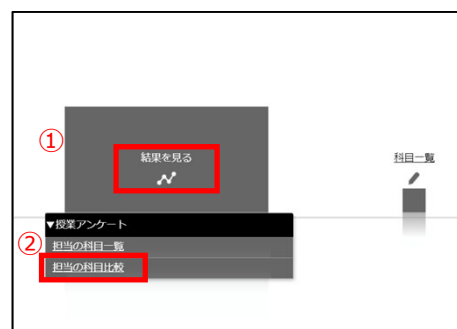 ①
結果を見る
科目一覧
▼授業アンケート
②
担当の科目一覧
担当の科目比較